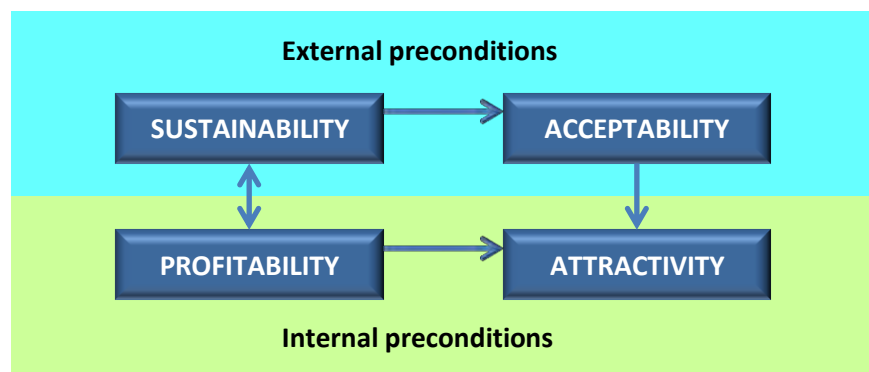 External preconditions
SUSTAINABILITY
ACCEPTABILITY
PROFITABILITY
ATTRACTIVITY
Internal preconditions